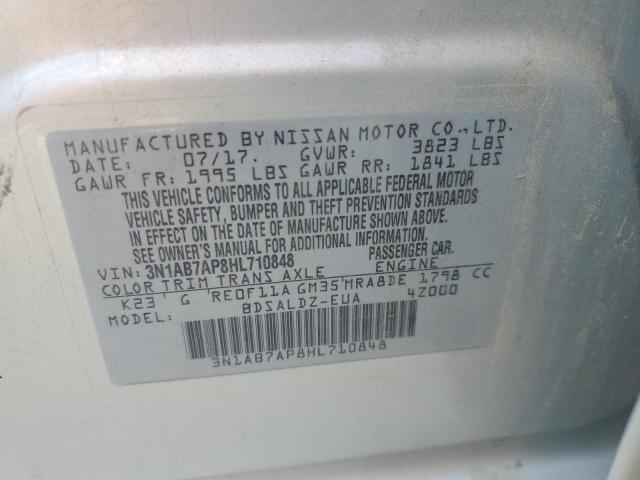 MANUFACTURED BY NISSAN MOTOR CO., LTD.
DATE: 07/17. GVWR: 3823 LBS
GAWR FR: 1995 LBS GAWR RR: 1841 LBS
THIS VEHICLE CONFORMS TO ALL APPLICABLE FEDERAL MOTOR
VEHICLE SAFETY, BUMPER AND THEFT PREVENTION STANDARDS
IN EFFECT ON THE DATE OF MANUFACTURE SHOWN ABOVE.
SEE OWNER'S MANUAL FOR ADDITIONAL INFORMATION.
VIN: 3N1AB7AP8HL710848 PASSENGER CAR.
COLOR TRIM TRANS AXLE ENGINE
K23 G RE0F11A GM35 MRA8DE 1798 CC
BDSALDZ-EUA 4Z000
3N1AB7AP8HL710848